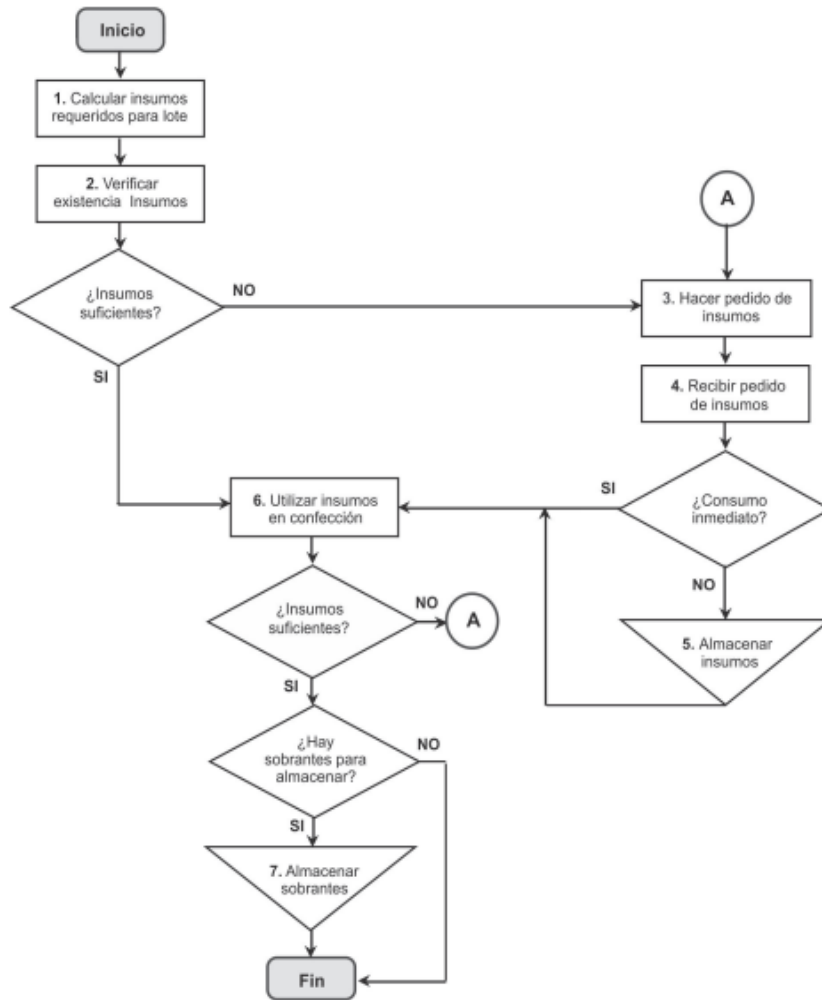 Inicio
1. Calcular insumos
requeridos para lote
2. Verificar
existencia Insumos
¿Insumos
suficientes?
NO
SI
A
3. Hacer pedido de
insumos
4. Recibir pedido
de insumos
¿Consumo
inmediato?
SI
NO
5. Almacenar
insumos
6. Utilizar insumos
en confección
¿Insumos
suficientes?
NO
A
SI
¿Hay
sobrantes para
almacenar?
NO
SI
7. Almacenar
sobrantes
Fin